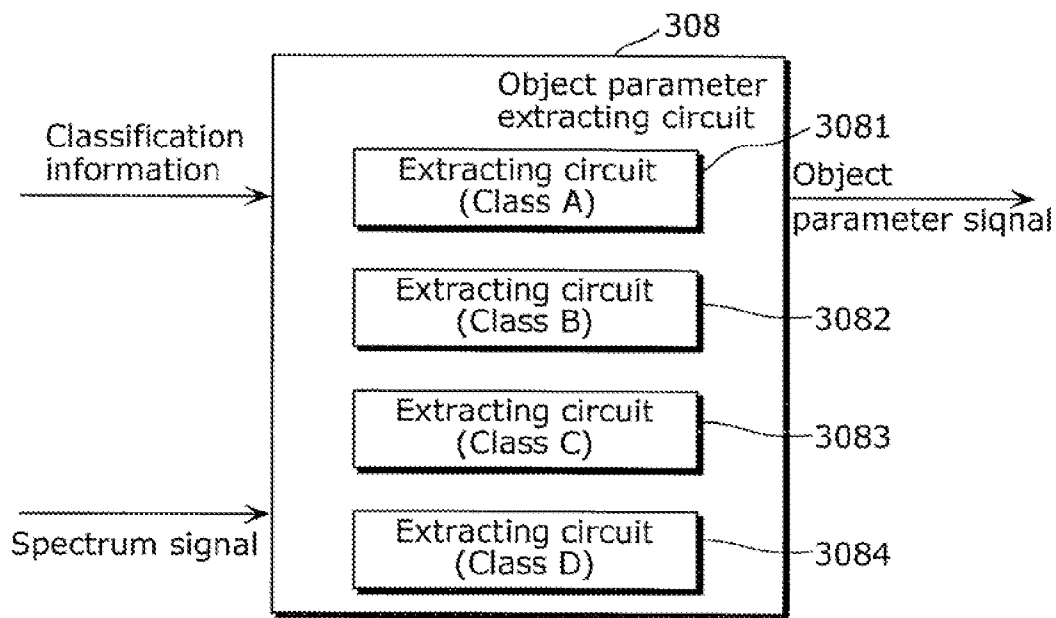 308
Object parameter
extracting circuit
Classification
information
3081
Extracting circuit
(Class A)
Object
parameter signal
Extracting circuit
(Class B)
3082
Extracting circuit
(Class C)
3083
Spectrum signal
Extracting circuit
(Class D)
3084